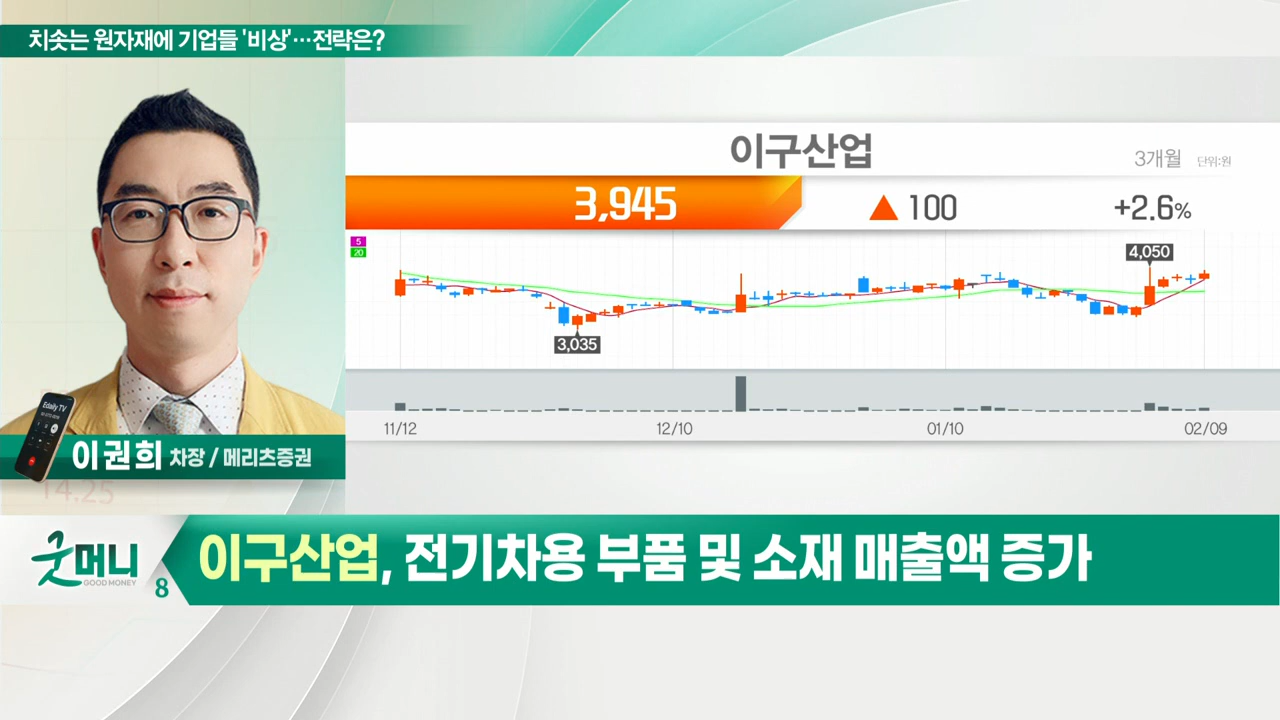 치솟는 원자재에 기업들 '비상'…전략은?
이구산업
3개월 단위:원
3,945 ▲ 100 +2.6%
5
20
4,050
3,035
11/12 12/10 01/10 02/09
Edaily TV
이권희 차장 / 메리츠증권
14.25
굿머니 GOOD MONEY 8
이구산업, 전기차용 부품 및 소재 매출액 증가